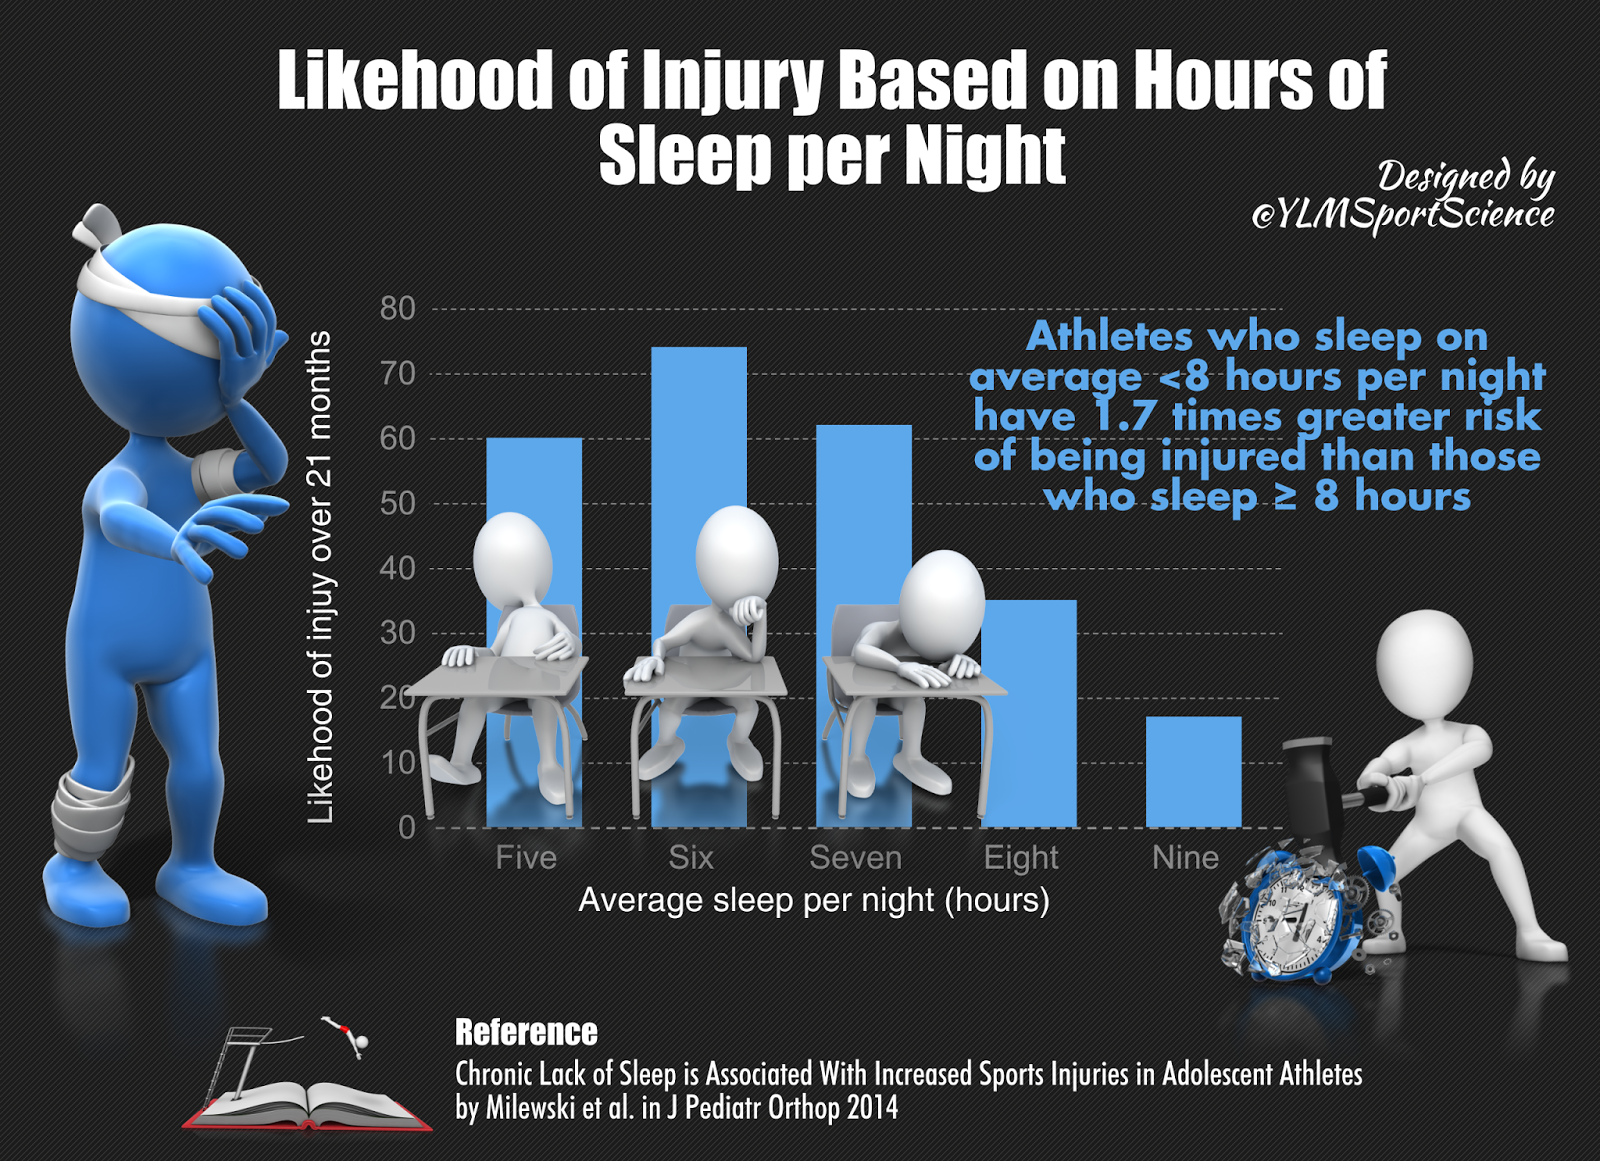 Likehood of Injury Based on Hours of
Sleep per Night
Designed by
@YLMSportScience
Athletes who sleep on
average <8 hours per night
have 1.7 times greater risk
of being injured than those
who sleep ≥ 8 hours
Likehood of injuy over 21 months
80
70
60
50
40
30
20
10
0
Five Six Seven Eight Nine
Average sleep per night (hours)
Reference
Chronic Lack of Sleep is Associated With Increased Sports Injuries in Adolescent Athletes
by Milewski et al. in J Pediatr Orthop 2014